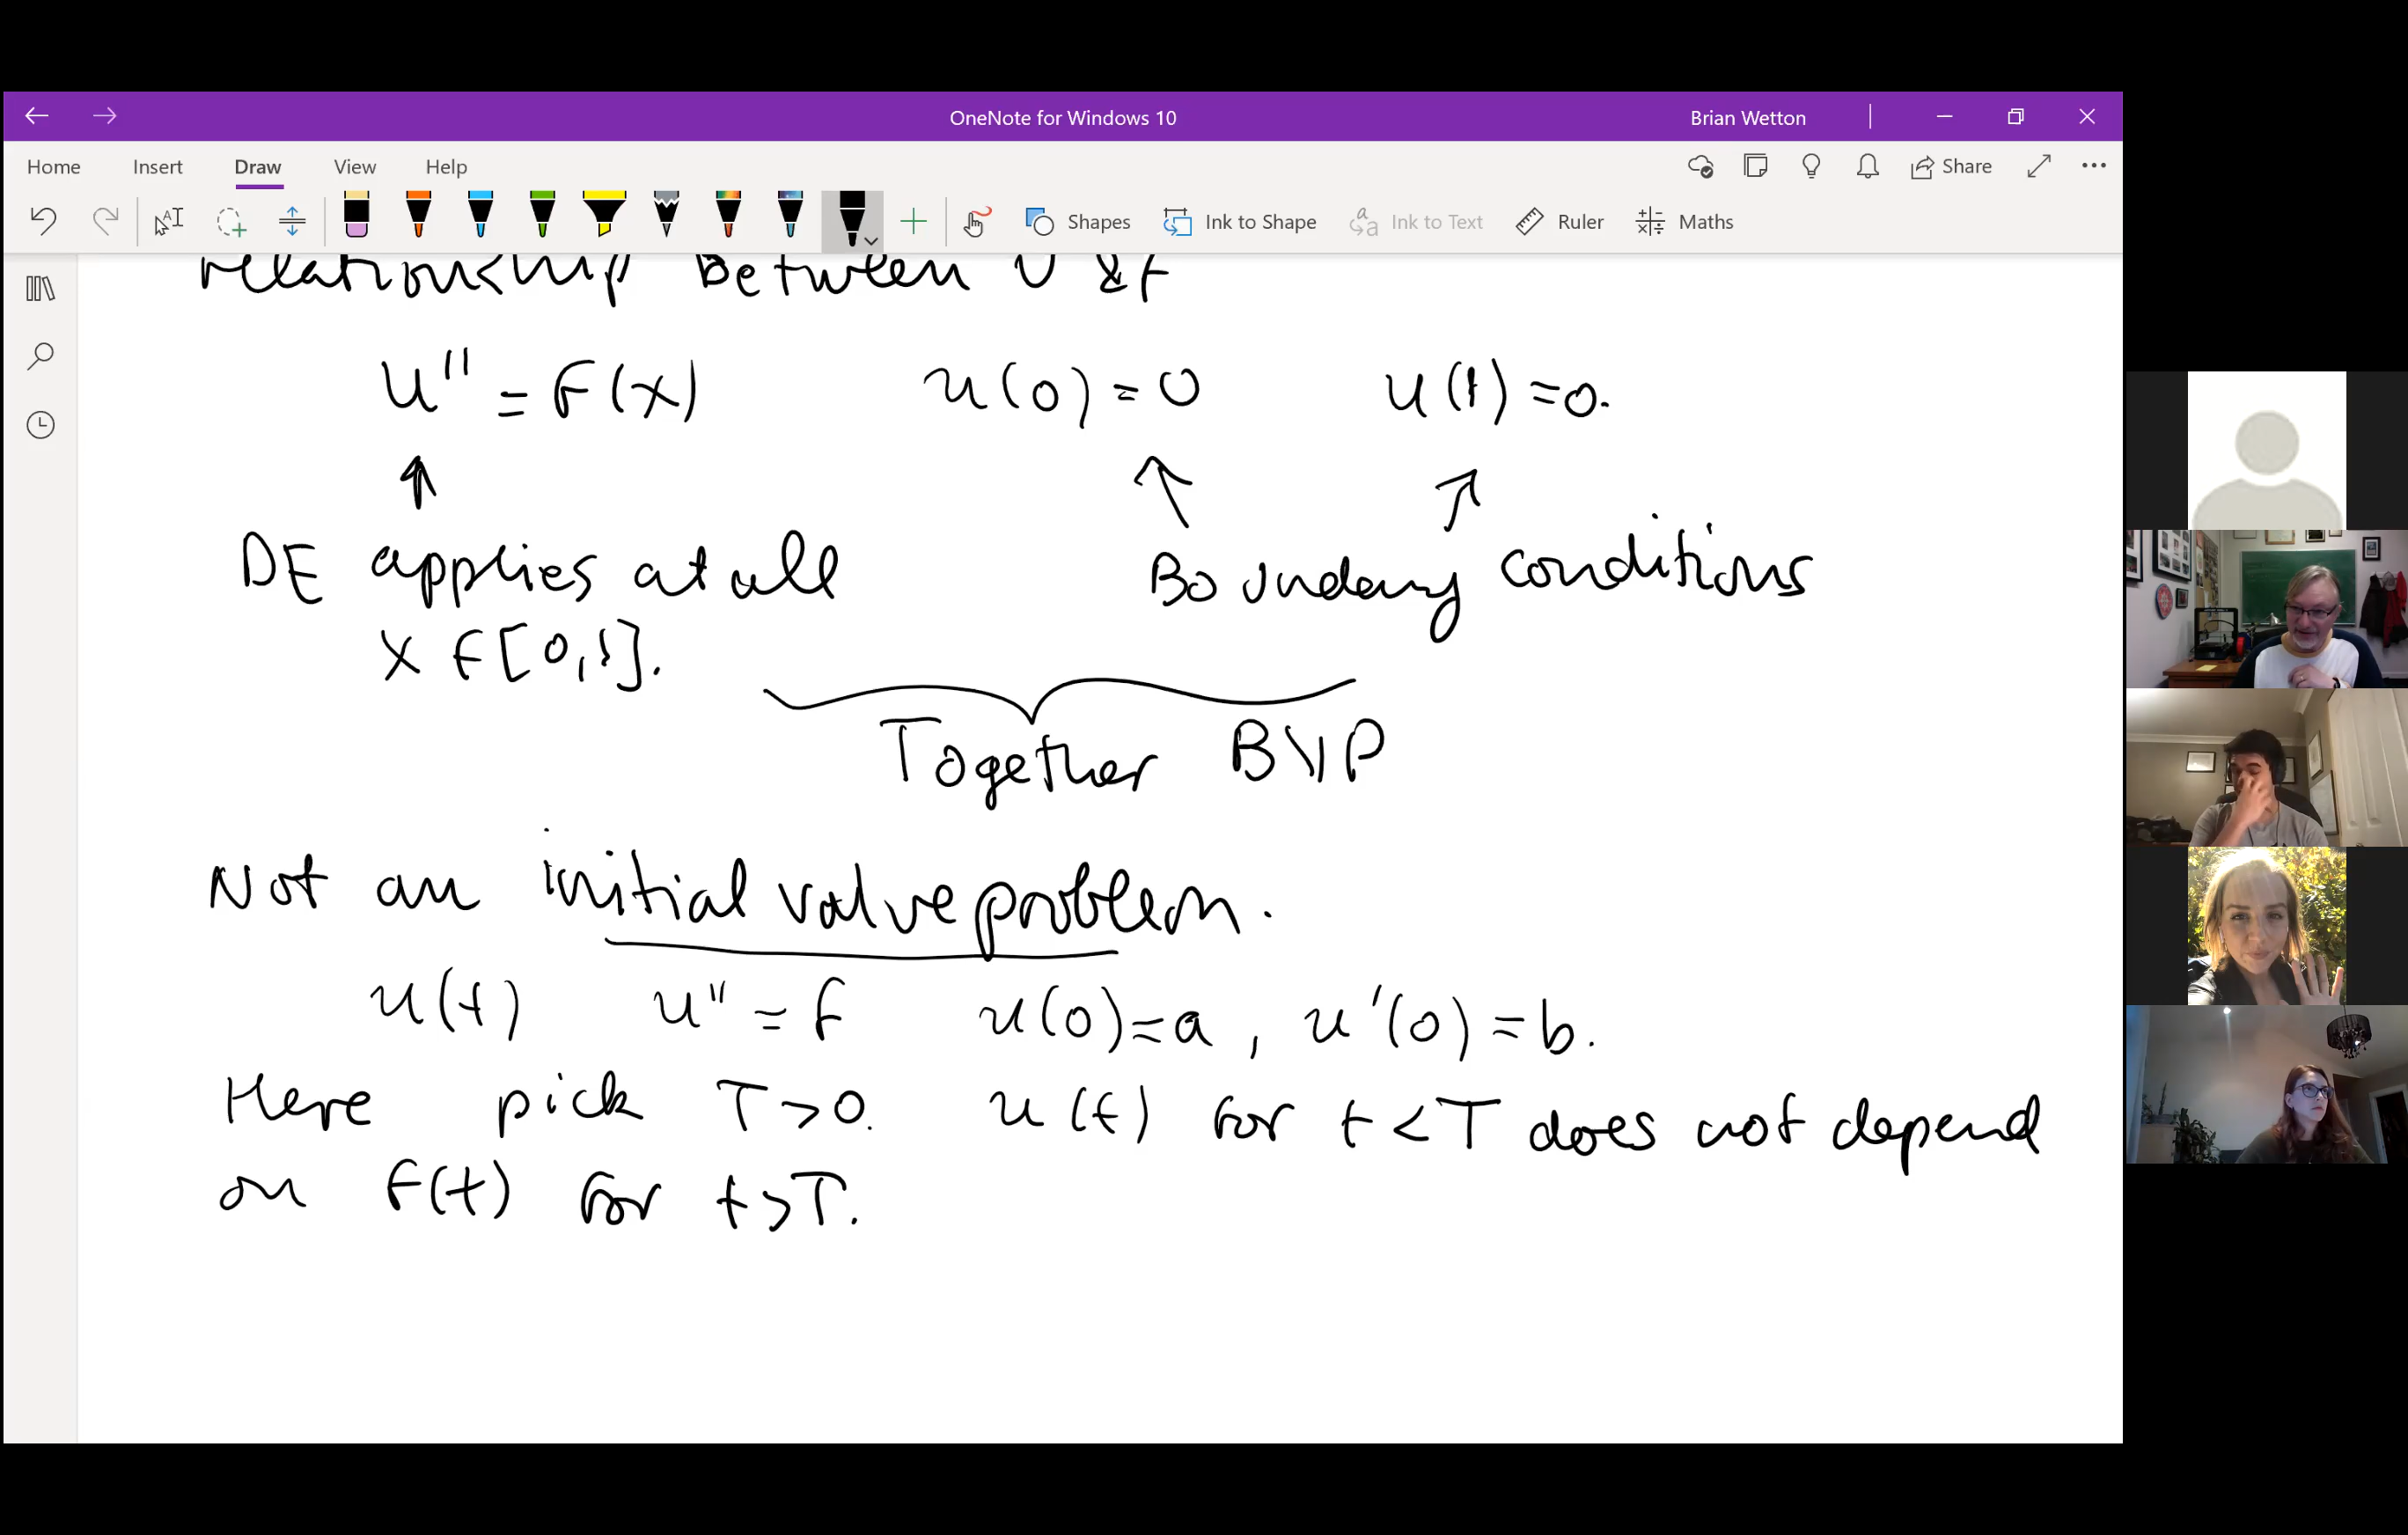 OneNote for Windows 10 Brian Wetton
Home Insert Draw View Help Share
Shapes Ink to Shape Ink to Text Ruler Maths
relationship Between U & f
u'' = f(x) u(0) = 0 u(1) = 0.
DE applies at all Boundary conditions
x ∈ [0,1].
Together BVP
Not an initial value problem.
u(t) u'' = f u(0)=a, u'(0)=b.
Here pick T>0. u(t) for t<T does not depend
on f(t) for t>T.